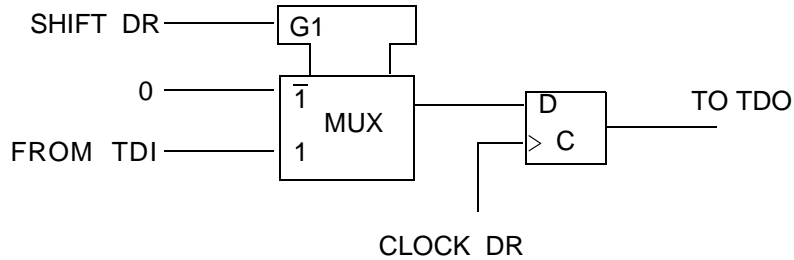 SHIFT DR
G1
0
1̅
MUX
FROM TDI
1
D
C
TO TDO
CLOCK DR